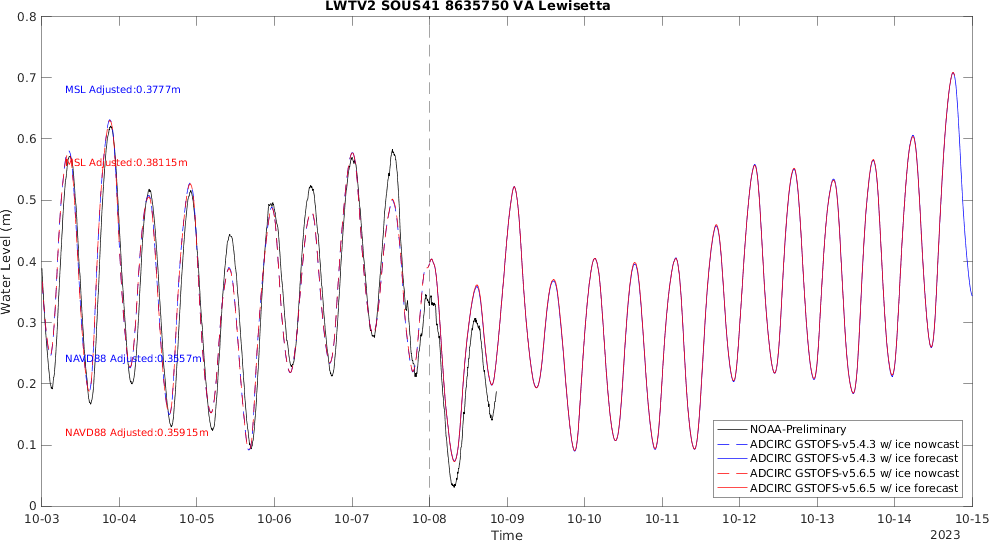 LWTV2 SOUS41 8635750 VA Lewisetta
Water Level (m)
0.8
0.7
0.6
0.5
0.4
0.3
0.2
0.1
0
MSL Adjusted:0.3777m
MSL Adjusted:0.38115m
NAVD88 Adjusted:0.3557m
NAVD88 Adjusted:0.35915m
NOAA-Preliminary
ADCIRC GSTOFS-v5.4.3 w/ ice nowcast
ADCIRC GSTOFS-v5.4.3 w/ ice forecast
ADCIRC GSTOFS-v5.6.5 w/ ice nowcast
ADCIRC GSTOFS-v5.6.5 w/ ice forecast
10-03 10-04 10-05 10-06 10-07 10-08 10-09 10-10 10-11 10-12 10-13 10-14 10-15
Time
2023